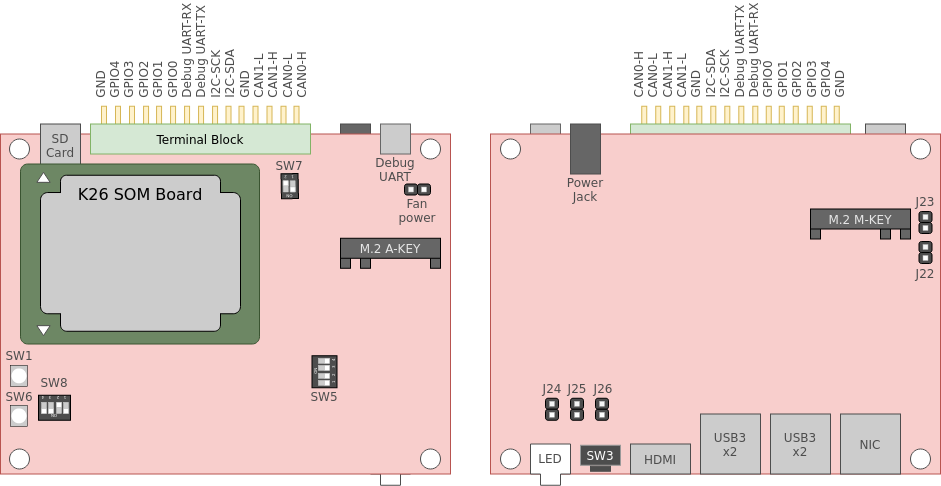 GND
GPIO4
GPIO3
GPIO2
GPIO1
GPIO0
Debug UART-RX
Debug UART-TX
I2C-SCK
I2C-SDA
GND
CAN1-L
CAN1-H
CAN0-L
CAN0-H
SD
Card
Terminal Block
Debug
UART
SW7
Fan
power
K26 SOM Board
M.2 A-KEY
SW1
SW6
SW8
SW5
CAN0-H
CAN0-L
CAN1-H
CAN1-L
GND
I2C-SDA
I2C-SCK
Debug UART-TX
Debug UART-RX
GPIO0
GPIO1
GPIO2
GPIO3
GPIO4
GND
Power
Jack
M.2 M-KEY
J23
J22
J24
J25
J26
LED
SW3
HDMI
USB3
x2
USB3
x2
NIC